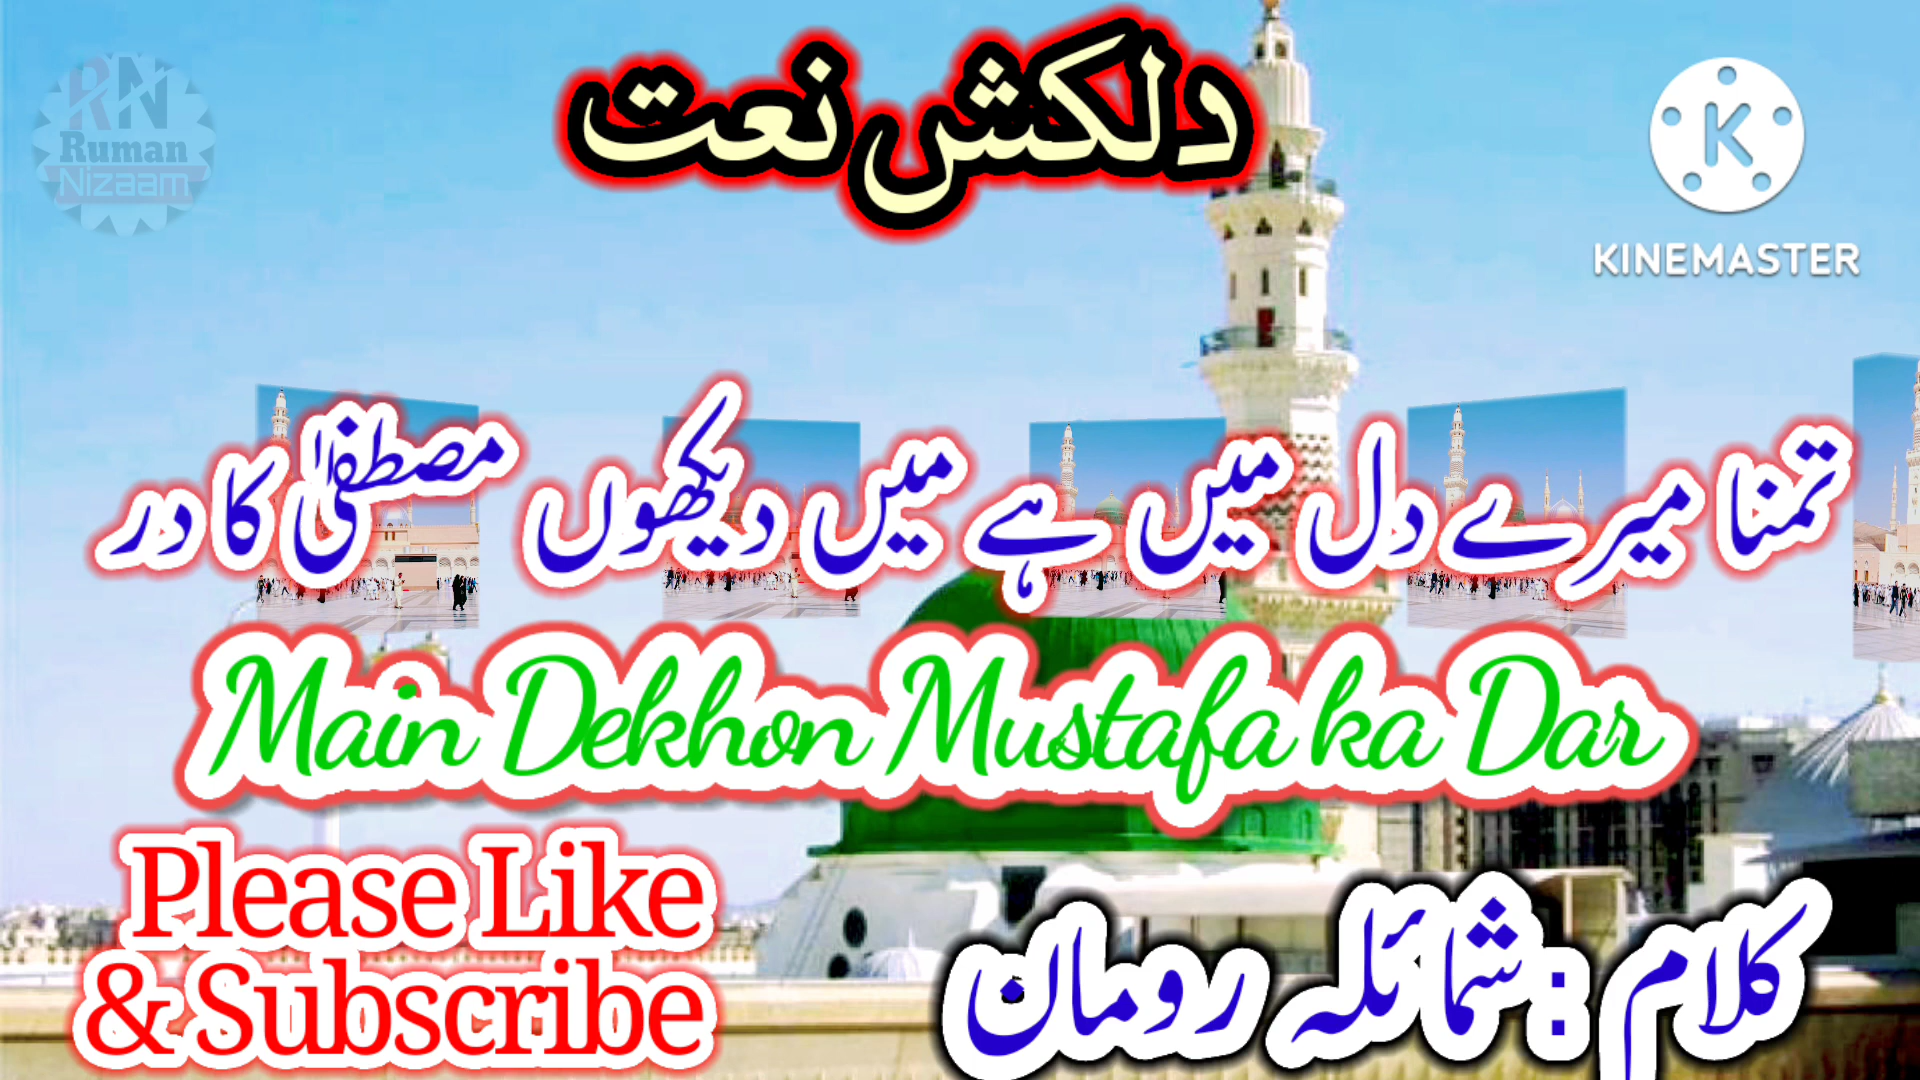 دلکش نعت
RN
Ruman
Nizaam
K
KINEMASTER
تمنا میرے دل میں ہے میں دیکھوں مصطفیٰ کا در
Main Dekhon Mustafa ka Dar
Please Like
& Subscribe
کلام : شمائلہ رومان